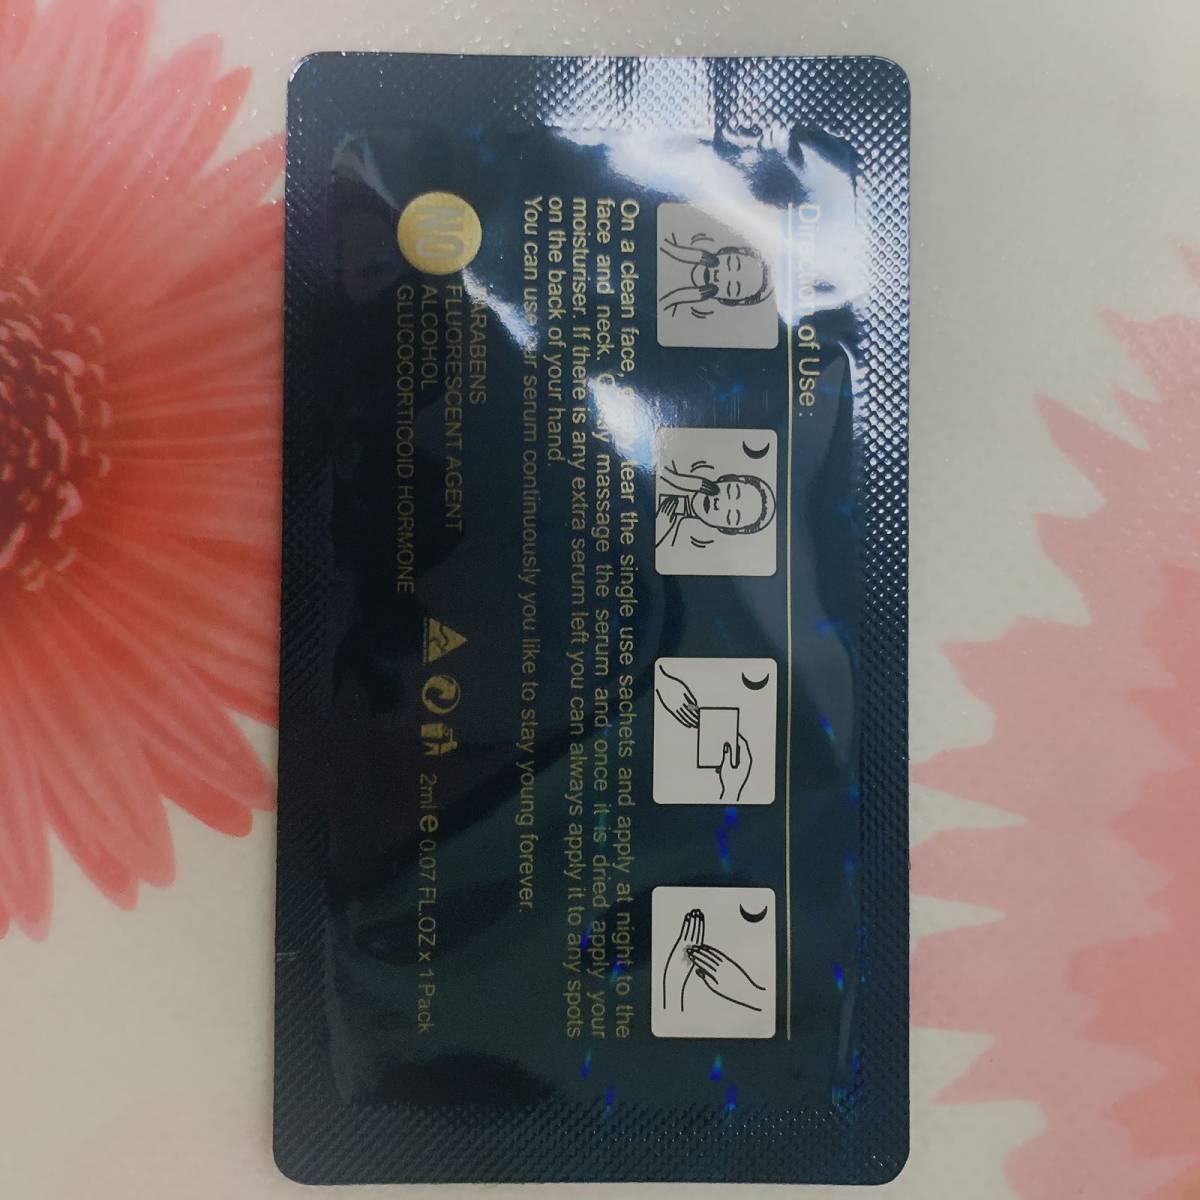 Direction of Use:
On a clean face, tear the single use sachets and apply at night to the
face and neck. massage the serum and once it is dried apply your
moisturiser. If there is any extra serum left you can always apply it to any spots
on the back of your hand.
You can use serum continuously you like to stay young forever.
NO
PARABENS
FLUORESCENT AGENT
ALCOHOL
GLUCOCORTICOID HORMONE
2ml e 0.07 FL.OZ x 1 Pack